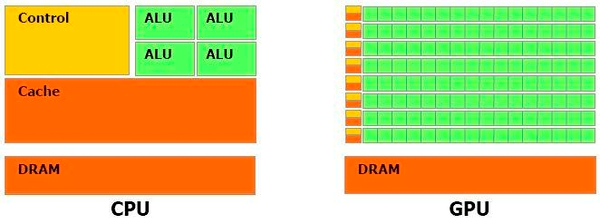 Control
ALU
ALU
ALU
ALU
Cache
DRAM
CPU
DRAM
GPU